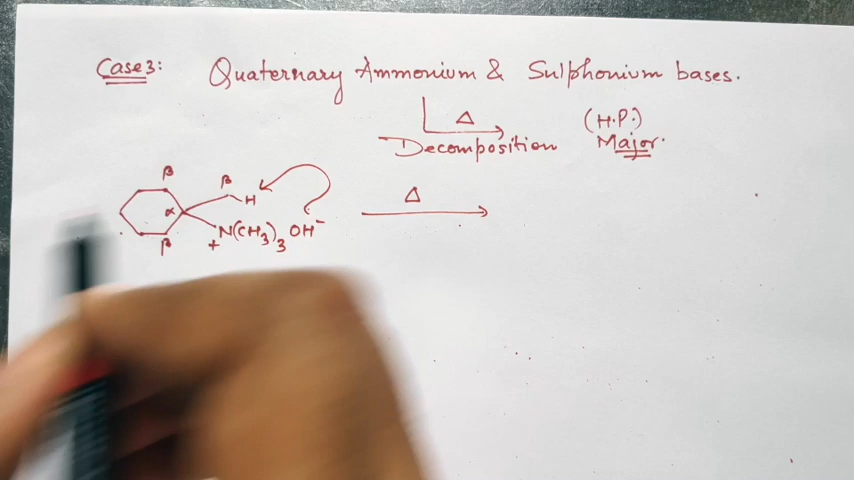 Case 3: Quaternary Ammonium & Sulphonium bases.
Δ (H.P.)
Decomposition Major.
β β
α H Δ
β + N(CH3)3 OH-